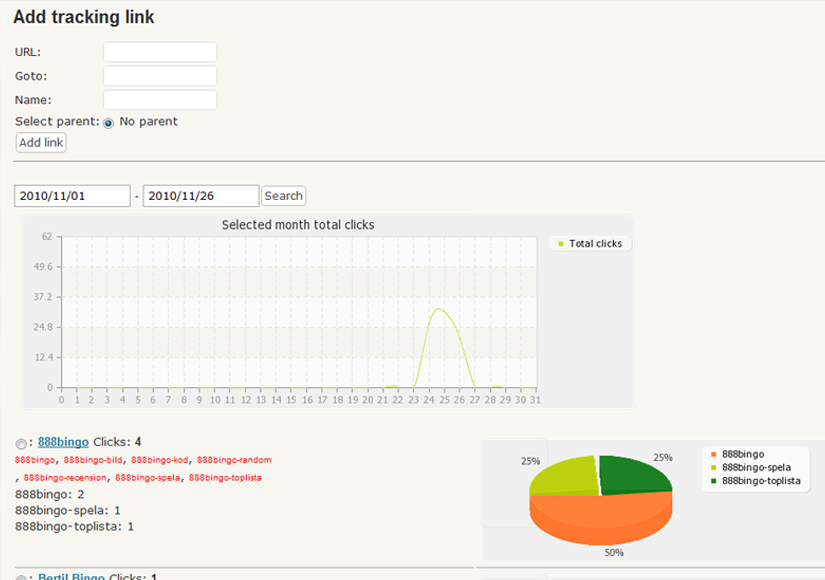 Add tracking link
URL:
Goto:
Name:
Select parent: No parent
Add link
2010/11/01 - 2010/11/26 Search
Selected month total clicks
Total clicks
62
49.6
37.2
24.8
12.4
0
0 1 2 3 4 5 6 7 8 9 10 11 12 13 14 15 16 17 18 19 20 21 22 23 24 25 26 27 28 29 30 31
: 888bingo Clicks: 4
888bingo, 888bingo-bild, 888bingo-kod, 888bingo-random
, 888bingo-recension, 888bingo-spela, 888bingo-toplista
888bingo: 2
888bingo-spela: 1
888bingo-toplista: 1
25%
25%
50%
888bingo
888bingo-spela
888bingo-toplista
: Bertil Bingo Clicks: 1